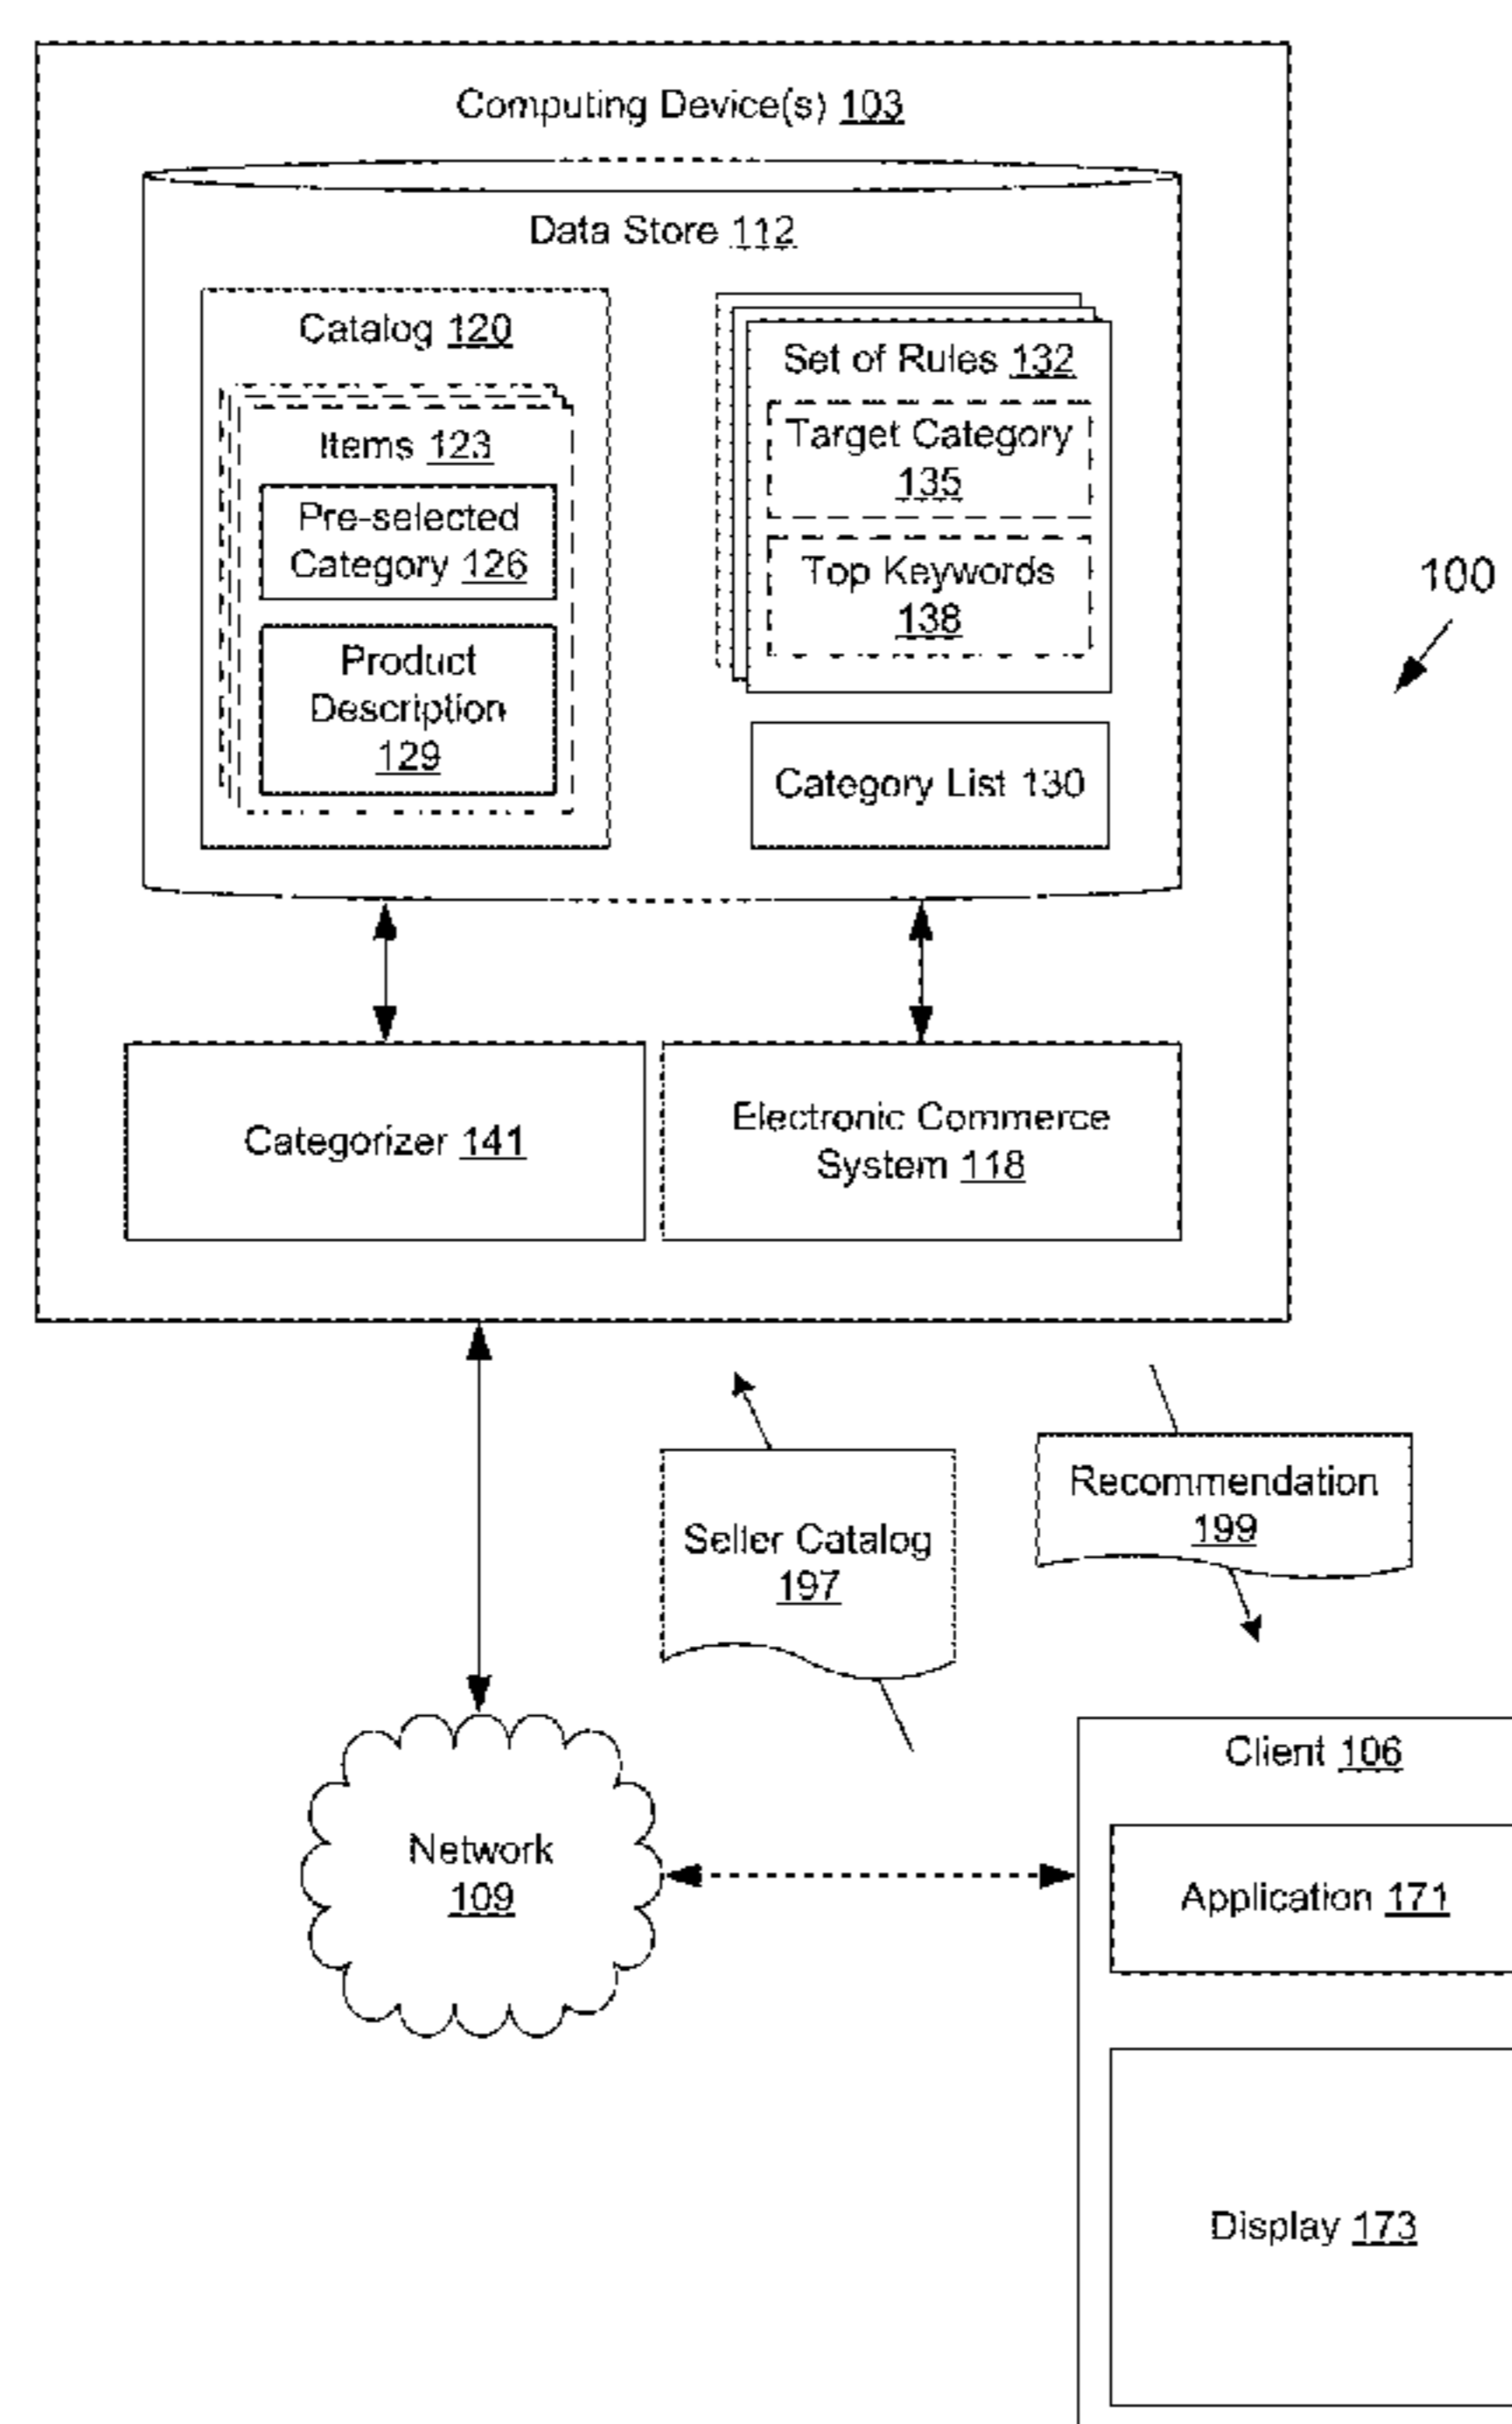 Computing Device(s) 103
Data Store 112
Catalog 120
Items 123
Pre-selected
Category 126
Product
Description
129
Set of Rules 132
Target Category
135
Top Keywords
138
Category List 130
100
Categorizer 141
Electronic Commerce
System 118
Seller Catalog
197
Recommendation
199
Network
109
Client 106
Application 171
Display 173